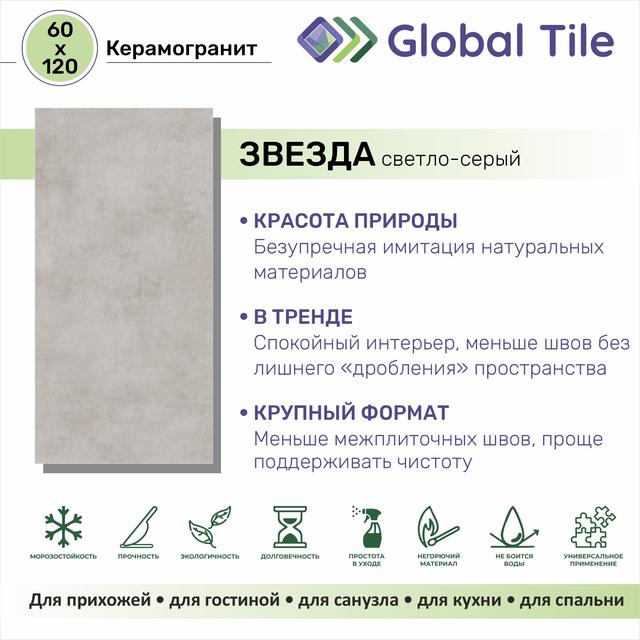 60
х
120
Керамогранит
Global Tile
ЗВЕЗДА светло-серый
• КРАСОТА ПРИРОДЫ
Безупречная имитация натуральных
материалов
• В ТРЕНДЕ
Спокойный интерьер, меньше швов без
лишнего «дробления» пространства
• КРУПНЫЙ ФОРМАТ
Меньше межплиточных швов, проще
поддерживать чистоту
МОРОЗОСТОЙКОСТЬ
ПРОЧНОСТЬ
ЭКОЛОГИЧНОСТЬ
ДОЛГОВЕЧНОСТЬ
ПРОСТОТА
В УХОДЕ
НЕГОРЮЧИЙ
МАТЕРИАЛ
НЕ БОИТСЯ
ВОДЫ
УНИВЕРСАЛЬНОЕ
ПРИМЕНЕНИЕ
Для прихожей • для гостиной • для санузла • для кухни • для спальни